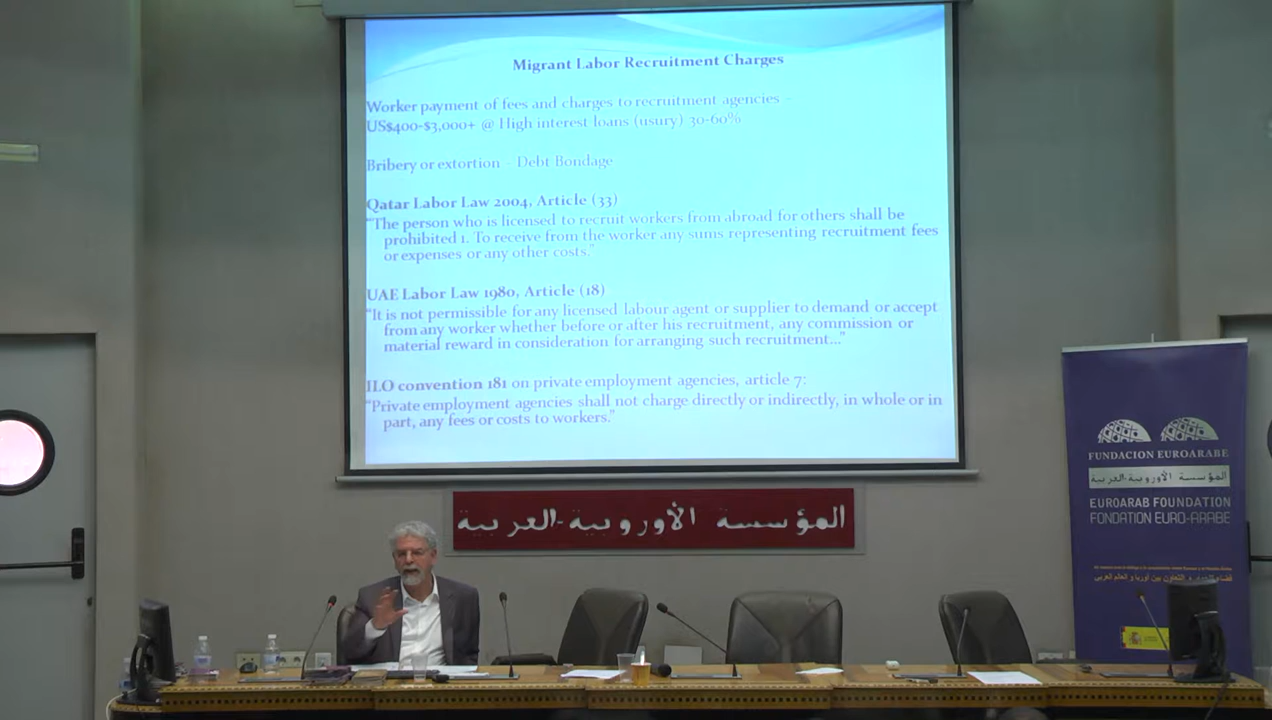 Migrant Labor Recruitment Charges
Worker payment of fees and charges to recruitment agencies –
US$400-$3,000+ @ High interest loans (usury) 30-60%
Bribery or extortion – Debt Bondage
Qatar Labor Law 2004, Article (33)
"The person who is licensed to recruit workers from abroad for others shall be
prohibited 1. To receive from the worker any sums representing recruitment fees
or expenses or any other costs."
UAE Labor Law 1980, Article (18)
"It is not permissible for any licensed labour agent or supplier to demand or accept
from any worker whether before or after his recruitment, any commission or
material reward in consideration for arranging such recruitment..."
ILO convention 181 on private employment agencies, article 7:
"Private employment agencies shall not charge directly or indirectly, in whole or in
part, any fees or costs to workers."
المؤسسة الأوروبية-العربية
FUNDACION EUROARABE
المؤسسة الأوروبية-العربية
EUROARAB FOUNDATION
FONDATION EURO-ARABE